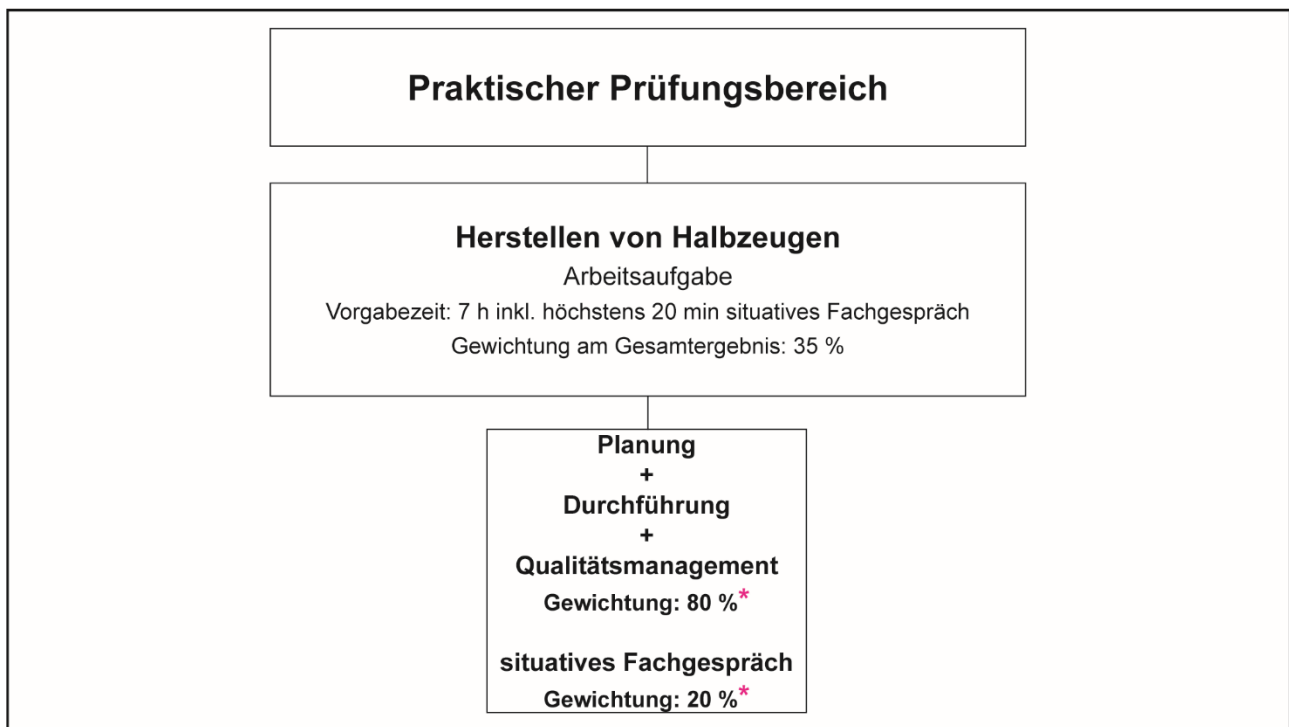 Praktischer Prüfungsbereich
Herstellen von Halbzeugen
Arbeitsaufgabe
Vorgabezeit: 7 h inkl. höchstens 20 min situatives Fachgespräch
Gewichtung am Gesamtergebnis: 35 %
Planung
+
Durchführung
+
Qualitätsmanagement
Gewichtung: 80 %*
situatives Fachgespräch
Gewichtung: 20 %*